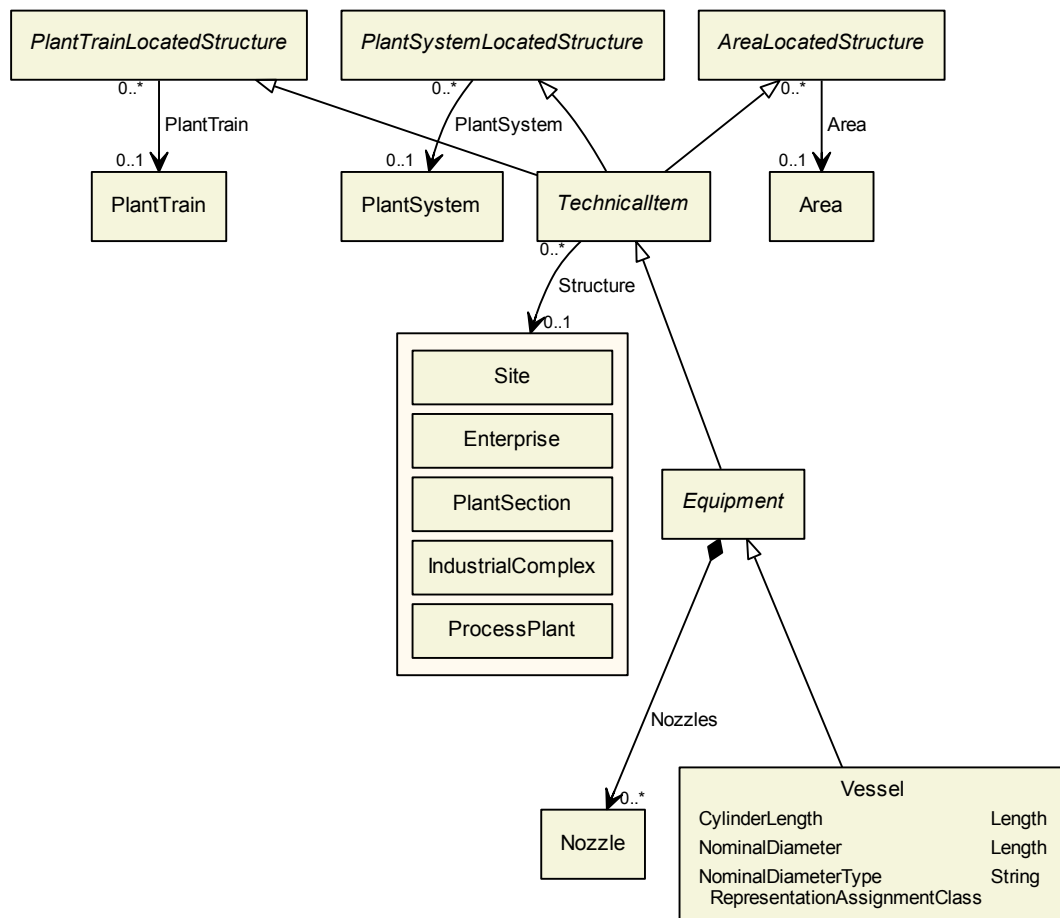 PlantTrainLocatedStructure
PlantSystemLocatedStructure
AreaLocatedStructure
0..*
0..*
0..*
PlantTrain
PlantSystem
Area
0..1
0..1
0..1
PlantTrain
PlantSystem
TechnicalItem
Area
0..*
Structure
0..1
Site
Enterprise
PlantSection
IndustrialComplex
ProcessPlant
Equipment
Nozzles
0..*
Nozzle
Vessel
CylinderLength Length
NominalDiameter Length
NominalDiameterType String
RepresentationAssignmentClass